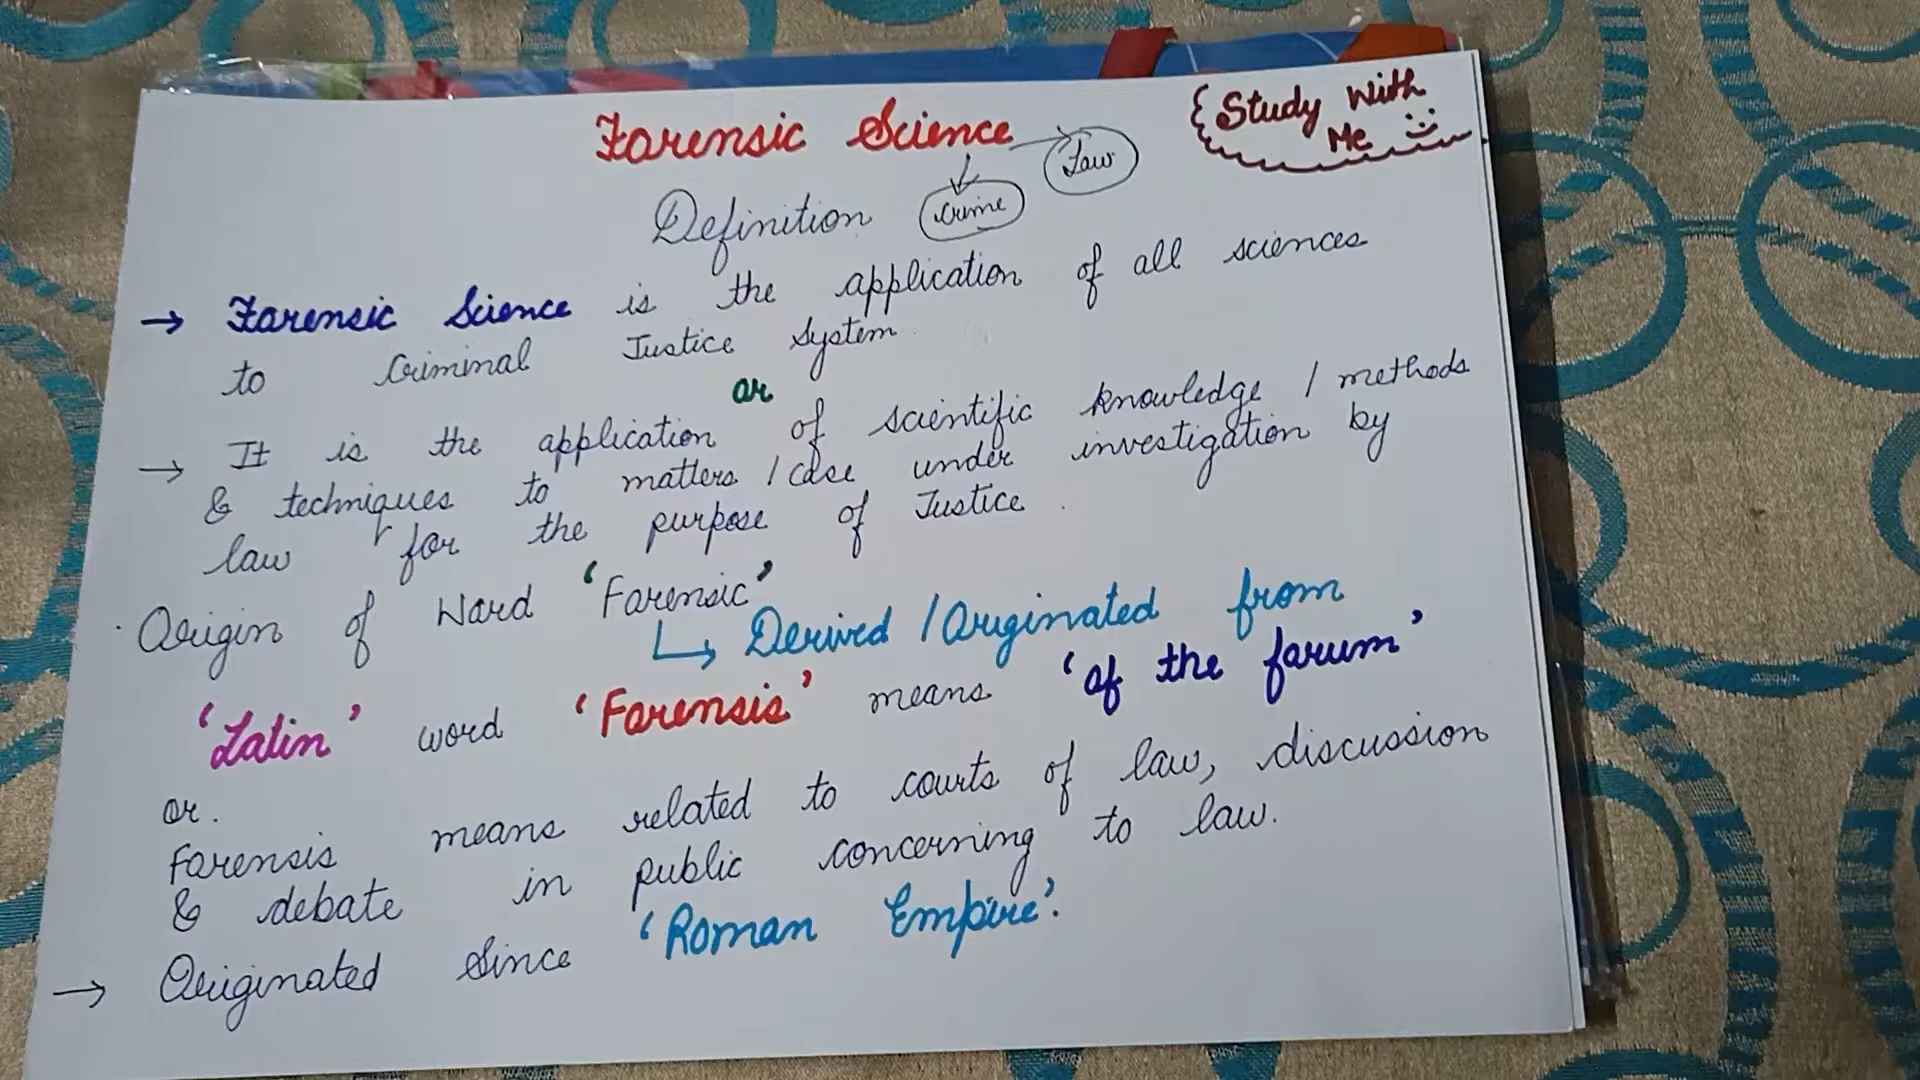 Forensic Science
Law
Study With
Me
Definition
Crime
→ Forensic Science is the application of all sciences
to Criminal Justice System
or
→ It is the application of scientific knowledge / methods
& techniques to matters / case under investigation by
law for the purpose of Justice.
Origin of Word 'Forensic'
Derived / Originated from
'Latin' word 'Forensis' means 'of the forum'
or.
Forensis means related to courts of law, discussion
& debate in public concerning to law.
→ Originated Since 'Roman Empire'.